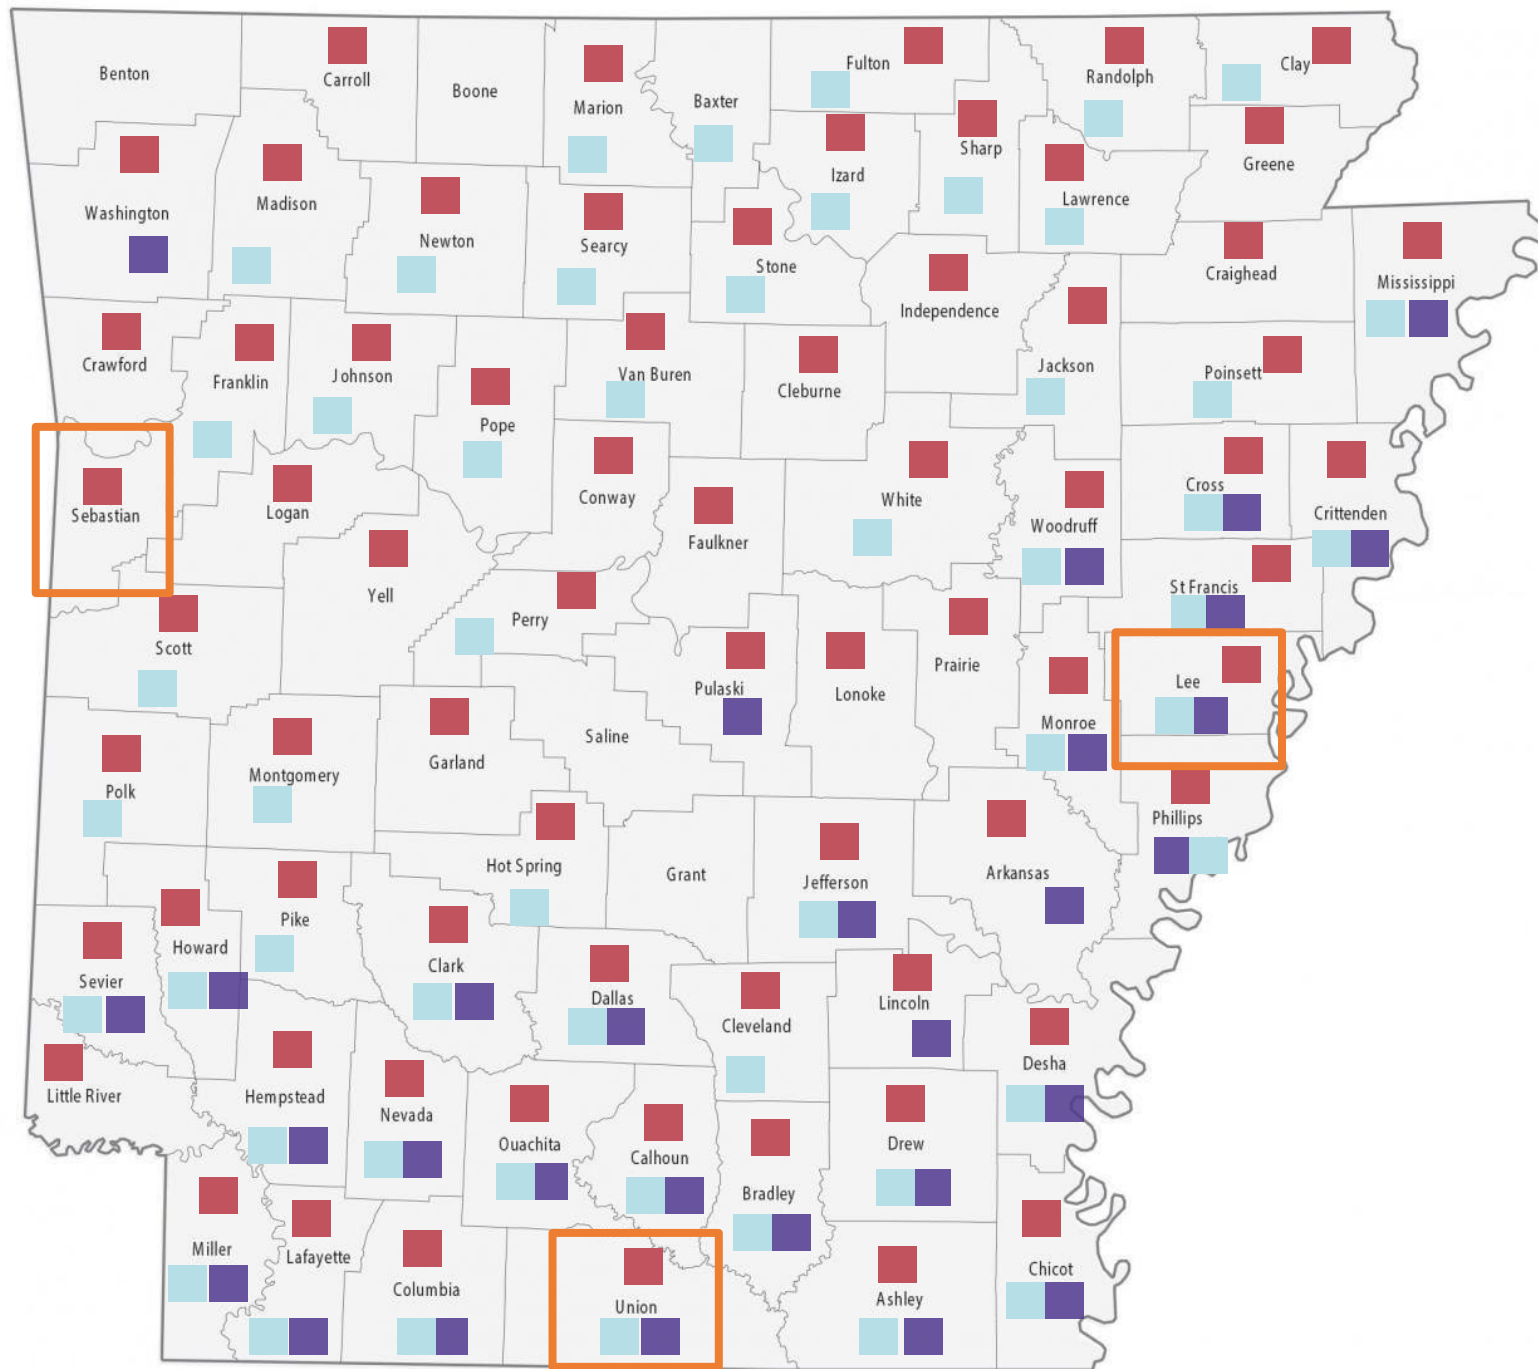 Benton
Carroll
Boone
Marion
Baxter
Fulton
Randolph
Clay
Sharp
Izard
Greene
Lawrence
Washington
Madison
Newton
Searcy
Stone
Independence
Craighead
Mississippi
Crawford
Franklin
Johnson
Pope
Van Buren
Cleburne
Jackson
Poinsett
Sebastian
Logan
Conway
Faulkner
White
Woodruff
Cross
Crittenden
Yell
Perry
St Francis
Scott
Pulaski
Lonoke
Prairie
Lee
Monroe
Saline
Garland
Montgomery
Polk
Phillips
Hot Spring
Grant
Jefferson
Arkansas
Pike
Howard
Sevier
Clark
Dallas
Cleveland
Lincoln
Desha
Little River
Hempstead
Nevada
Ouachita
Calhoun
Bradley
Drew
Miller
Lafayette
Columbia
Union
Ashley
Chicot